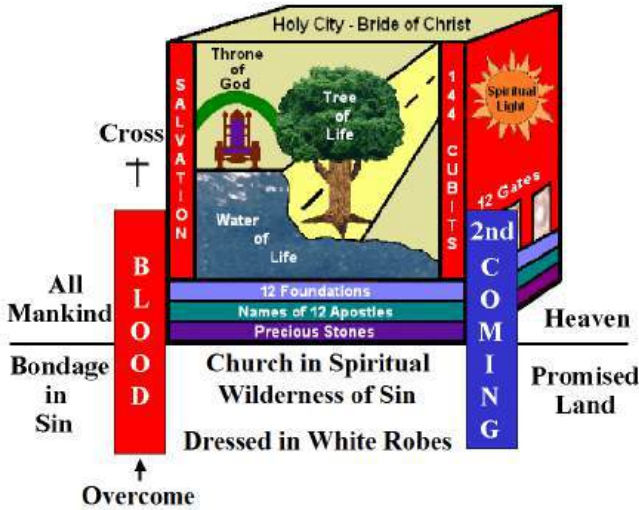 Holy City - Bride of Christ
Throne
of
God
Tree
of
Life
Water
of
Life
SALVATION
144 CUBITS
Spiritual
Light
12 Gates
Cross
BLOOD
2nd
COMING
12 Foundations
Names of 12 Apostles
Precious Stones
All
Mankind
Heaven
Bondage
in
Sin
Church in Spiritual
Wilderness of Sin
Promised
Land
Dressed in White Robes
Overcome